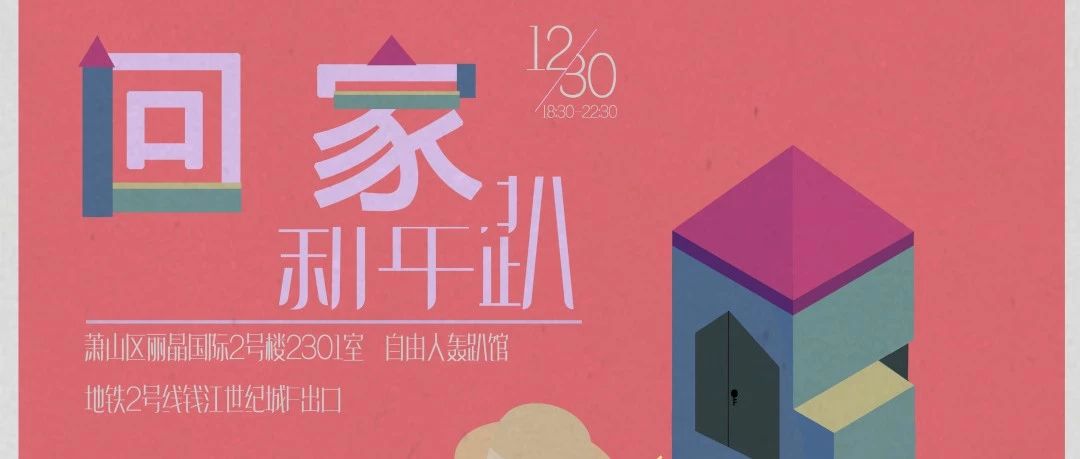 回家
12/30
18:30-22:30
新年趴
萧山区丽晶国际2号楼2301室 自由人轰趴馆
地铁2号线钱江世纪城F出口